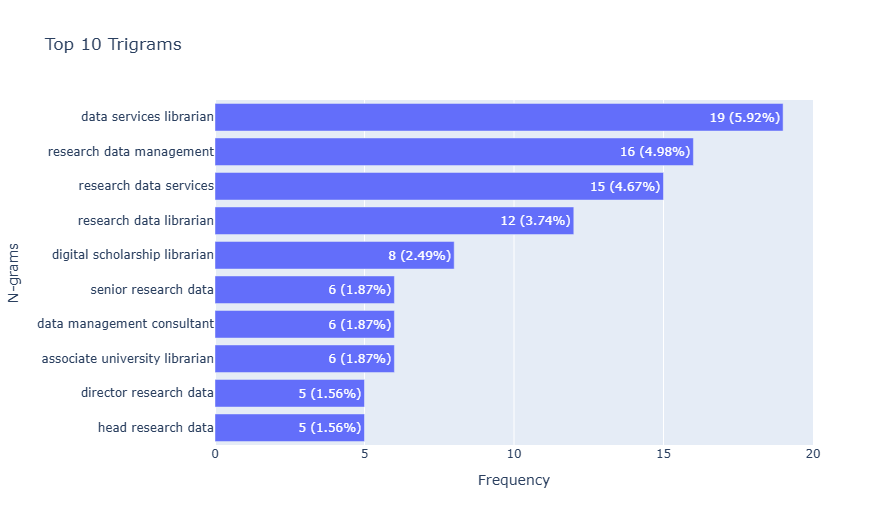 Top 10 Trigrams
N-grams
data services librarian 19 (5.92%)
research data management 16 (4.98%)
research data services 15 (4.67%)
research data librarian 12 (3.74%)
digital scholarship librarian 8 (2.49%)
senior research data 6 (1.87%)
data management consultant 6 (1.87%)
associate university librarian 6 (1.87%)
director research data 5 (1.56%)
head research data 5 (1.56%)
0 5 10 15 20
Frequency